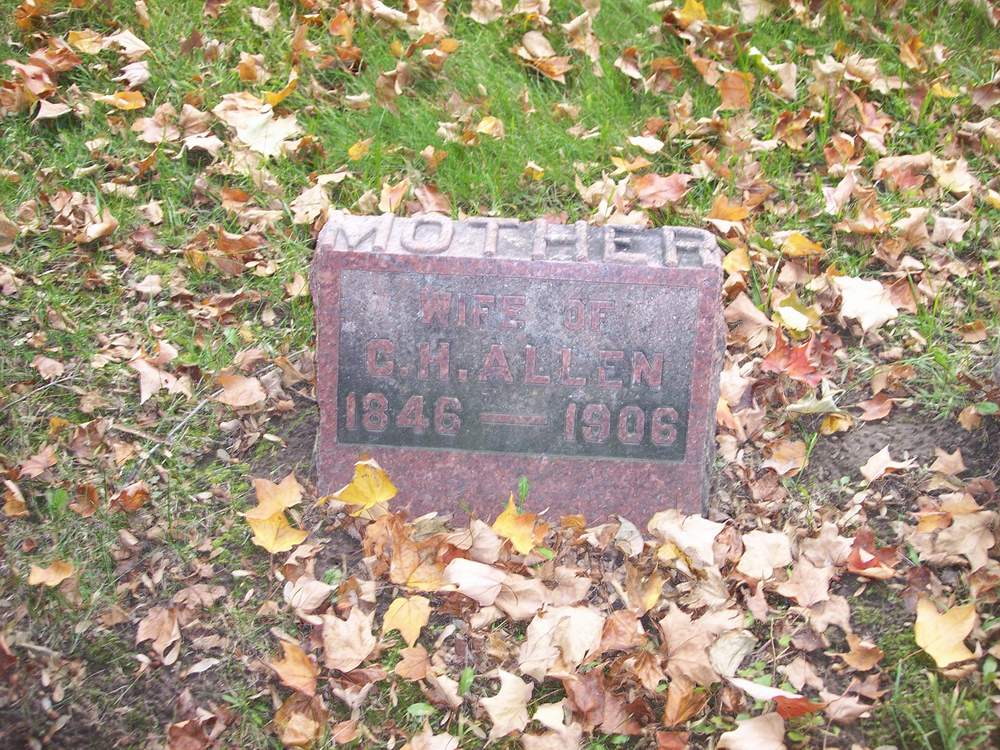 MOTHER
WIFE OF
C.H. ALLEN
1846 — 1906